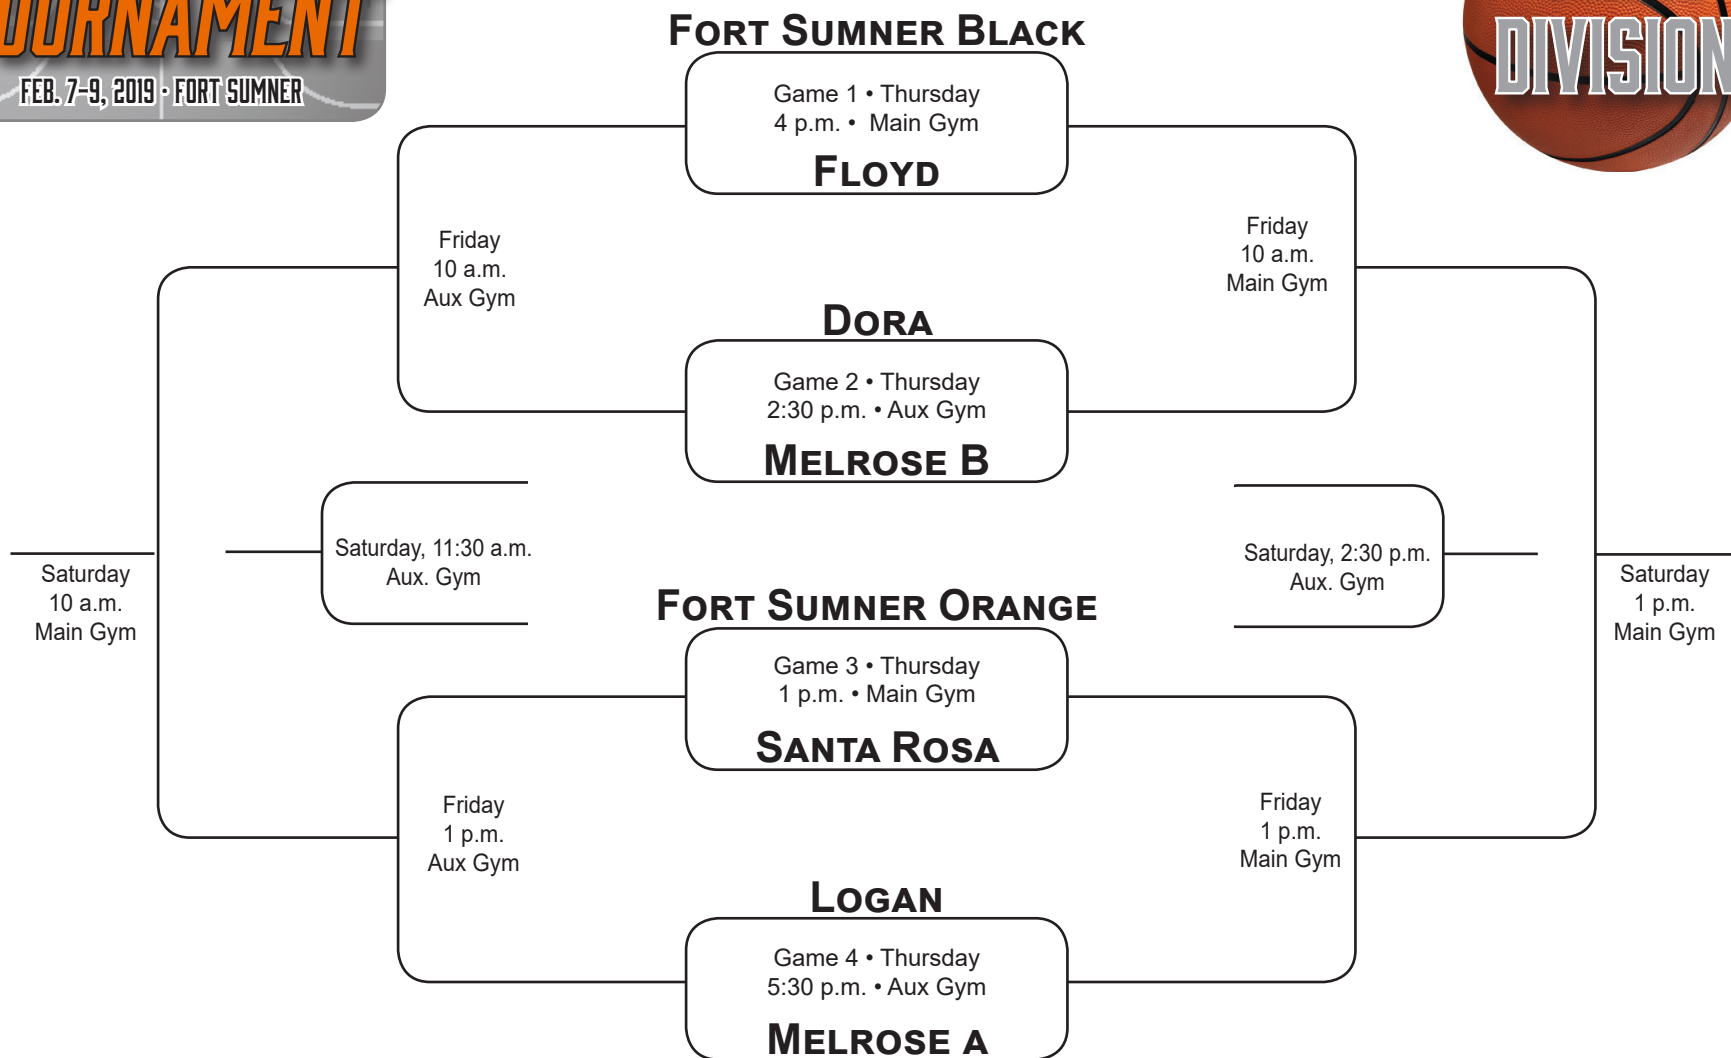 FEB. 7-9, 2019 · FORT SUMNER
DIVISION
FORT SUMNER BLACK
Game 1 • Thursday
4 p.m. • Main Gym
FLOYD
Friday
10 a.m.
Aux Gym
Friday
10 a.m.
Main Gym
DORA
Game 2 • Thursday
2:30 p.m. • Aux Gym
MELROSE B
Saturday, 11:30 a.m.
Aux. Gym
Saturday, 2:30 p.m.
Aux. Gym
Saturday
10 a.m.
Main Gym
Saturday
1 p.m.
Main Gym
FORT SUMNER ORANGE
Game 3 • Thursday
1 p.m. • Main Gym
SANTA ROSA
Friday
1 p.m.
Aux Gym
Friday
1 p.m.
Main Gym
LOGAN
Game 4 • Thursday
5:30 p.m. • Aux Gym
MELROSE A